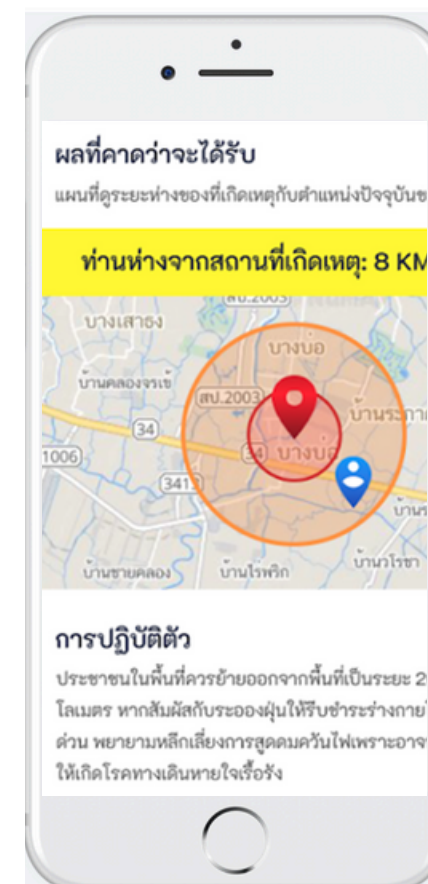 ผลที่คาดว่าจะได้รับ
แผนที่ดูระยะห่างของที่เกิดเหตุกับตำแหน่งปัจจุบันข
ท่านห่างจากสถานที่เกิดเหตุ: 8 KM
สป.2003
บางเสาธง
บางบ่อ
บ้านคลองจรเข้
สป.2003
บ้านระกา
34
1006
34
บางบ่อ
3413
บ้านร
บ้านชายคลอง
บ้านไร่พริก
บ้านวโรชา
การปฏิบัติตัว
ประชาชนในพื้นที่ควรย้ายออกจากพื้นที่เป็นระยะ 2
โลเมตร หากสัมผัสกับระอองฝุ่นให้รีบชำระร่างกาย
ด่วน พยายามหลีกเลี่ยงการสูดดมควันไฟเพราะอาจ
ให้เกิดโรคทางเดินหายใจเรื้อรัง